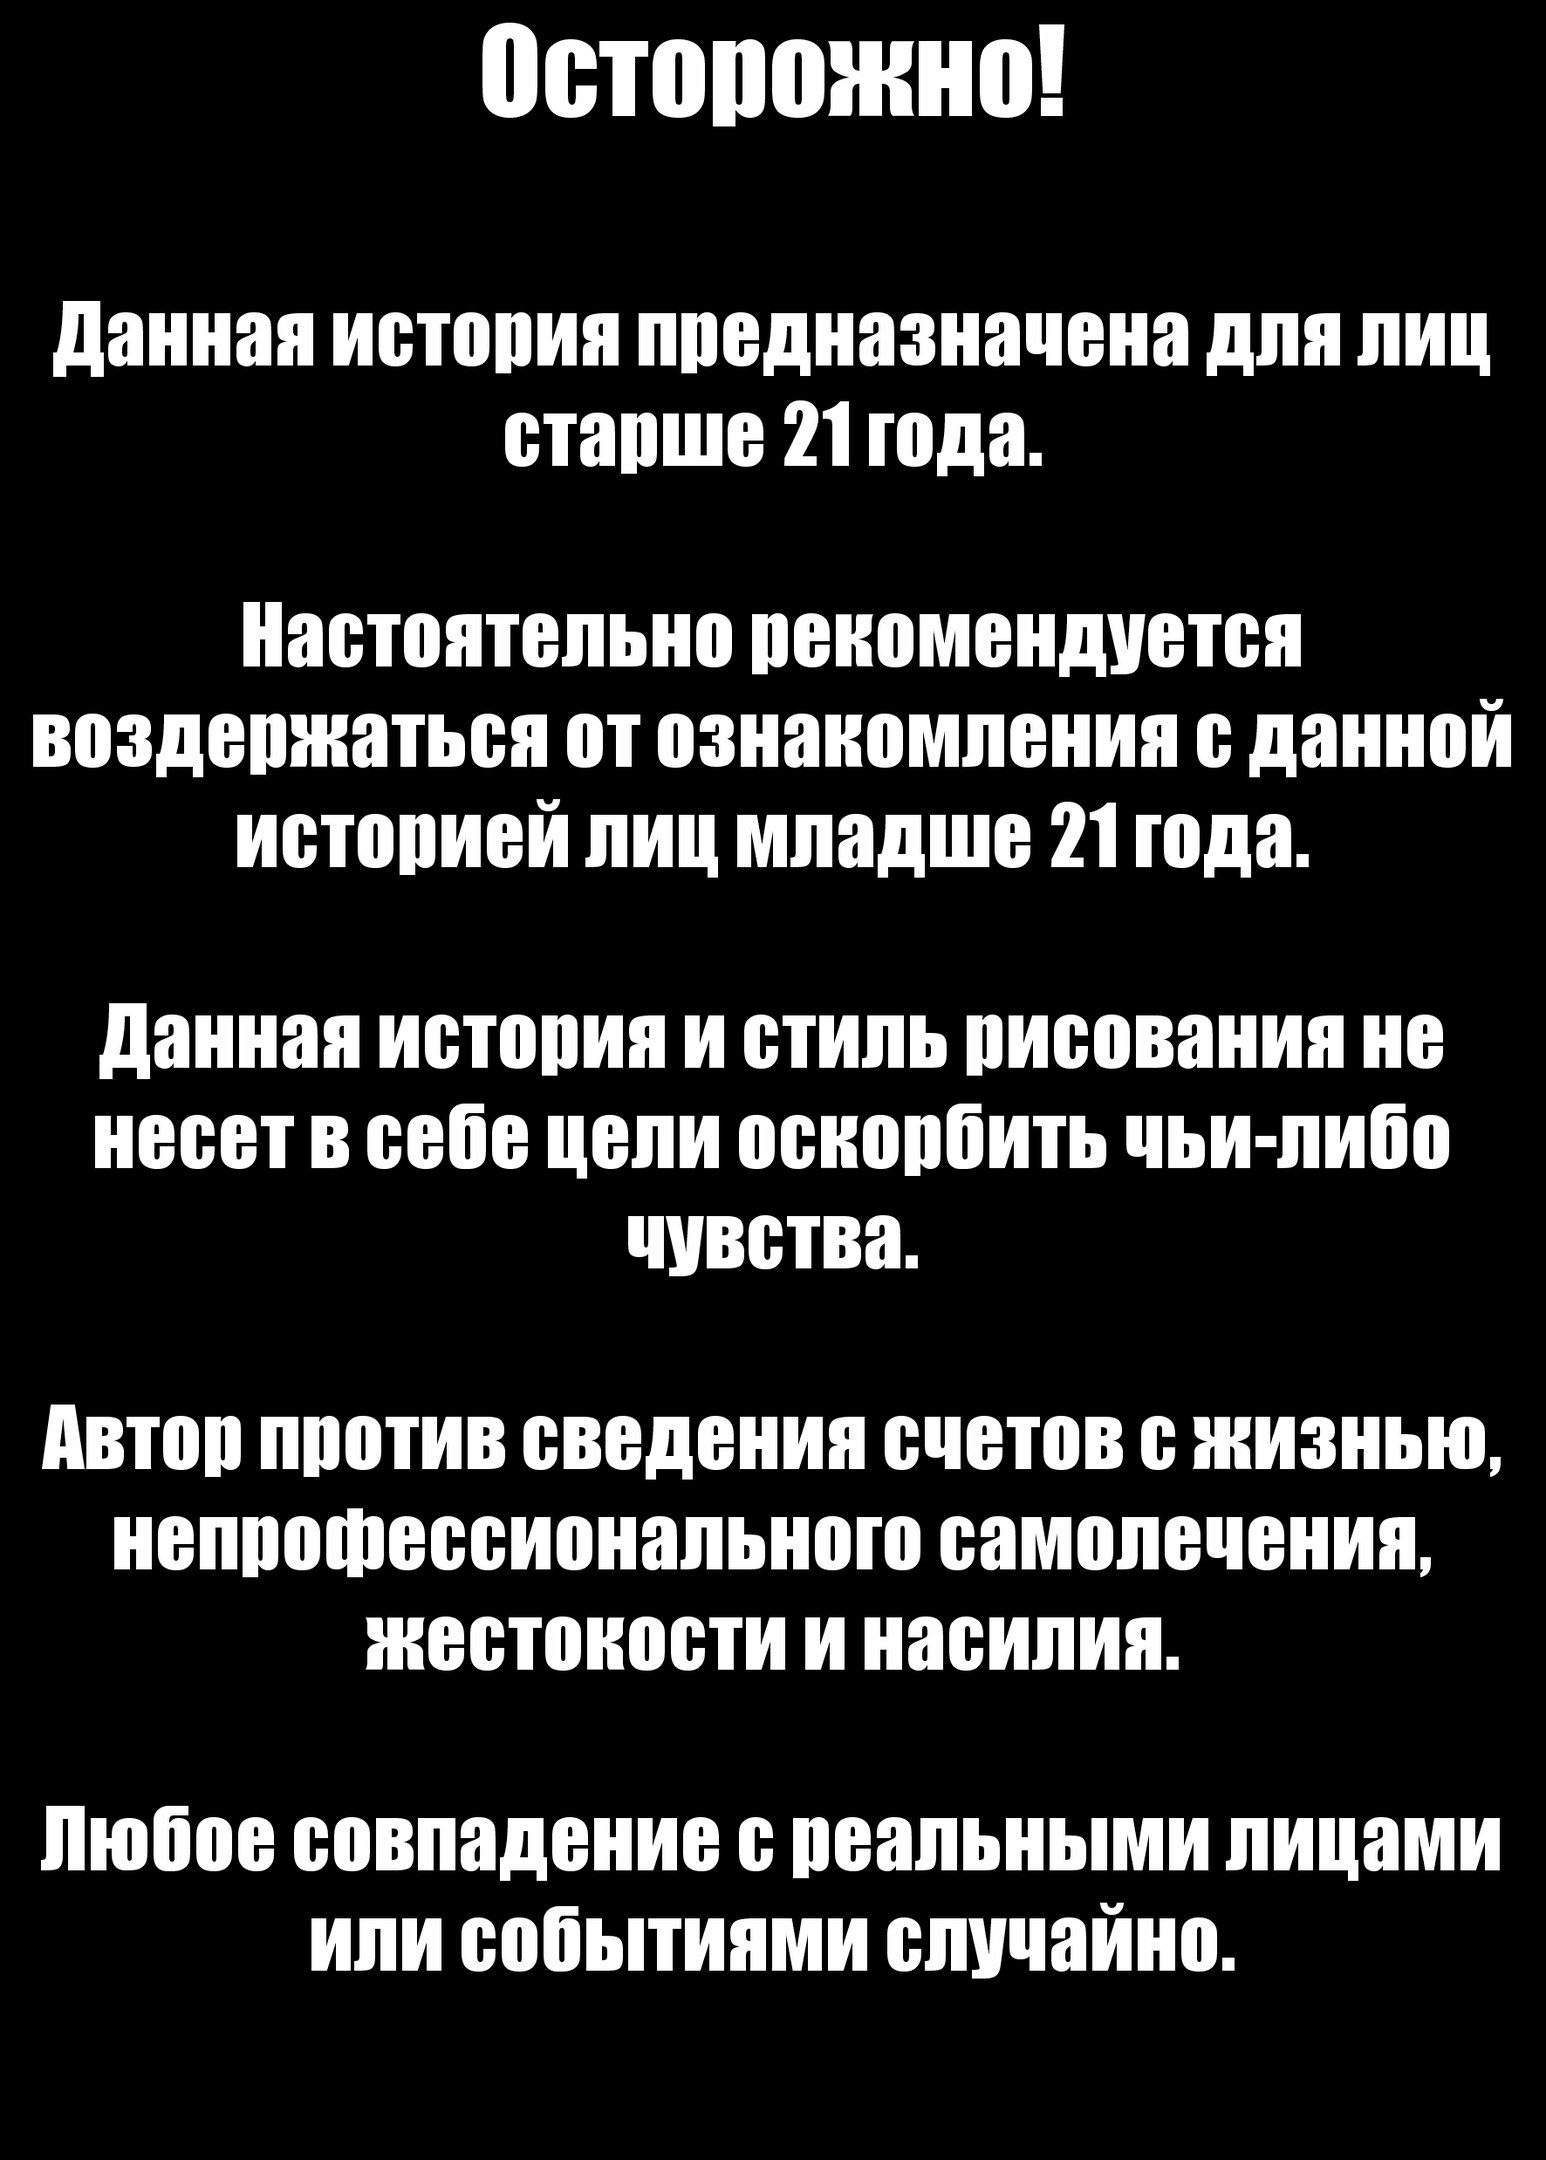 Осторожно!
Данная история предназначена для лиц
старше 21 года.
Настоятельно рекомендуется
воздержаться от ознакомления с данной
историей лиц младше 21 года.
Данная история и стиль рисования не
несет в себе цели оскорбить чьи-либо
чувства.
Автор против сведения счетов с жизнью,
непрофессионального самолечения,
жестокости и насилия.
Любое совпадение с реальными лицами
или событиями случайно.